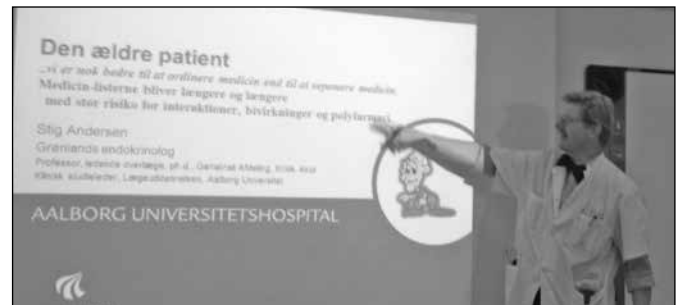 Den ældre patient
...vi er nok bedre til at ordinere medicin end til at seponere medicin.
Medicin-listerne bliver længere og længere
med stor risiko for interaktioner, bivirkninger og polyfarmaci
Stig Andersen
Grønlands endokrinolog
Professor, ledende overlæge, ph.d., Geriatrisk Afdeling, Klinik
Klinisk studieleder, Lægeuddannelsen, Aalborg Universitet
AALBORG UNIVERSITETSHOSPITAL